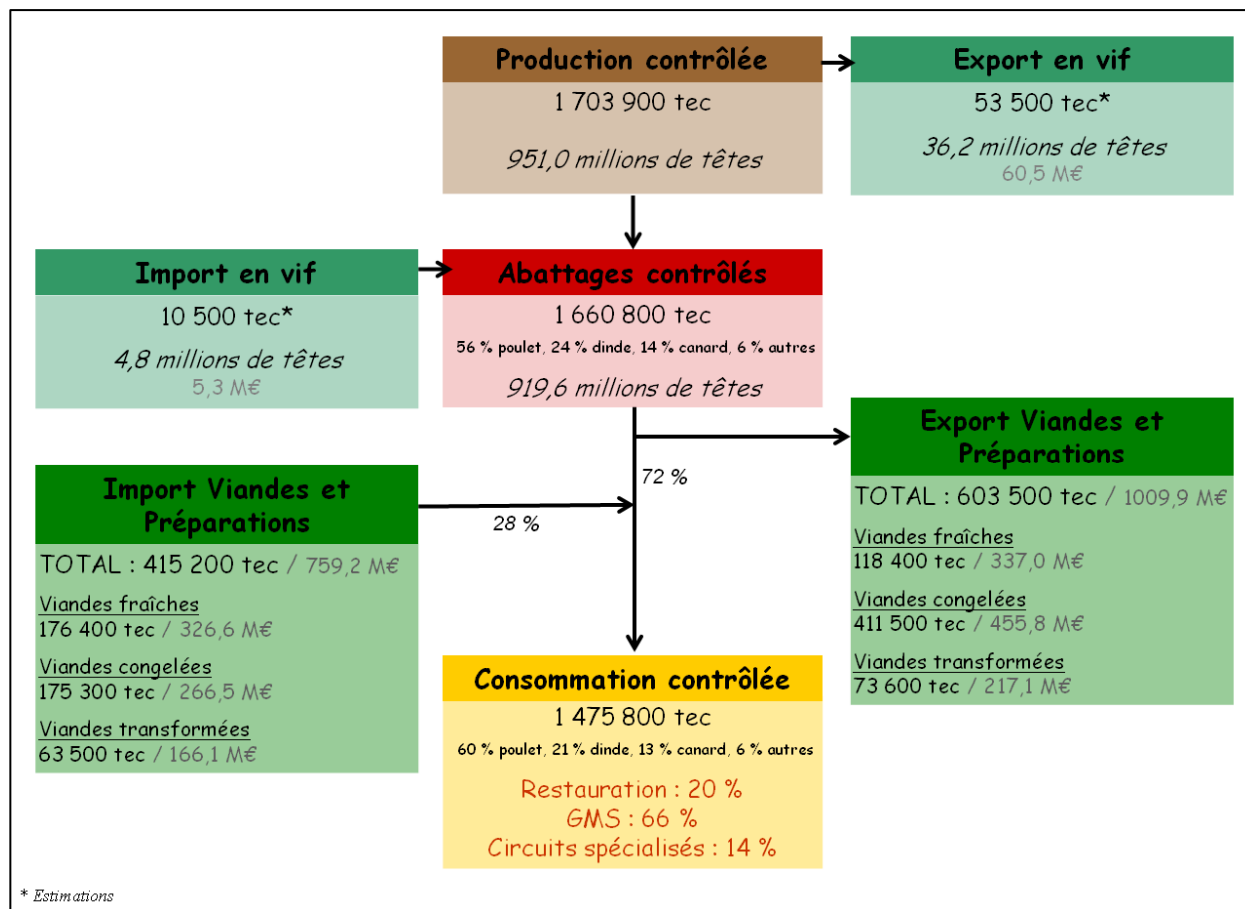 Production contrôlée
1 703 900 tec
951,0 millions de têtes
Export en vif
53 500 tec*
36,2 millions de têtes
60,5 M€
Import en vif
10 500 tec*
4,8 millions de têtes
5,3 M€
Abattages contrôlés
1 660 800 tec
56 % poulet, 24 % dinde, 14 % canard, 6 % autres
919,6 millions de têtes
Export Viandes et
Préparations
TOTAL : 603 500 tec / 1009,9 M€
Viandes fraîches
118 400 tec / 337,0 M€
Viandes congelées
411 500 tec / 455,8 M€
Viandes transformées
73 600 tec / 217,1 M€
72 %
28 %
Import Viandes et
Préparations
TOTAL : 415 200 tec / 759,2 M€
Viandes fraîches
176 400 tec / 326,6 M€
Viandes congelées
175 300 tec / 266,5 M€
Viandes transformées
63 500 tec / 166,1 M€
Consommation contrôlée
1 475 800 tec
60 % poulet, 21 % dinde, 13 % canard, 6 % autres
Restauration : 20 %
GMS : 66 %
Circuits spécialisés : 14 %
* Estimations